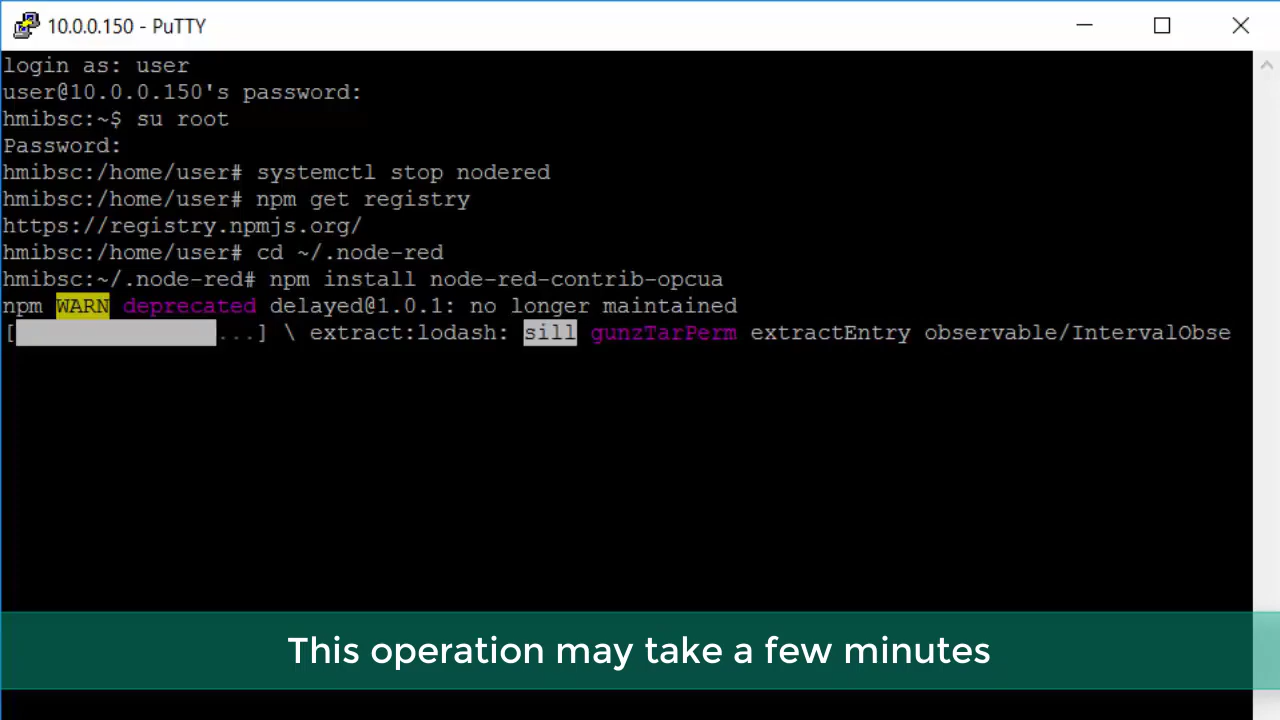 10.0.0.150 - PuTTY
login as: user
user@10.0.0.150's password:
hmibsc:~$ su root
Password:
hmibsc:/home/user# systemctl stop nodered
hmibsc:/home/user# npm get registry
https://registry.npmjs.org/
hmibsc:/home/user# cd ~/.node-red
hmibsc:~/.node-red# npm install node-red-contrib-opcua
npm WARN deprecated delayed@1.0.1: no longer maintained
[               ...] \ extract:lodash: sill gunzTarPerm extractEntry observable/IntervalObse
This operation may take a few minutes